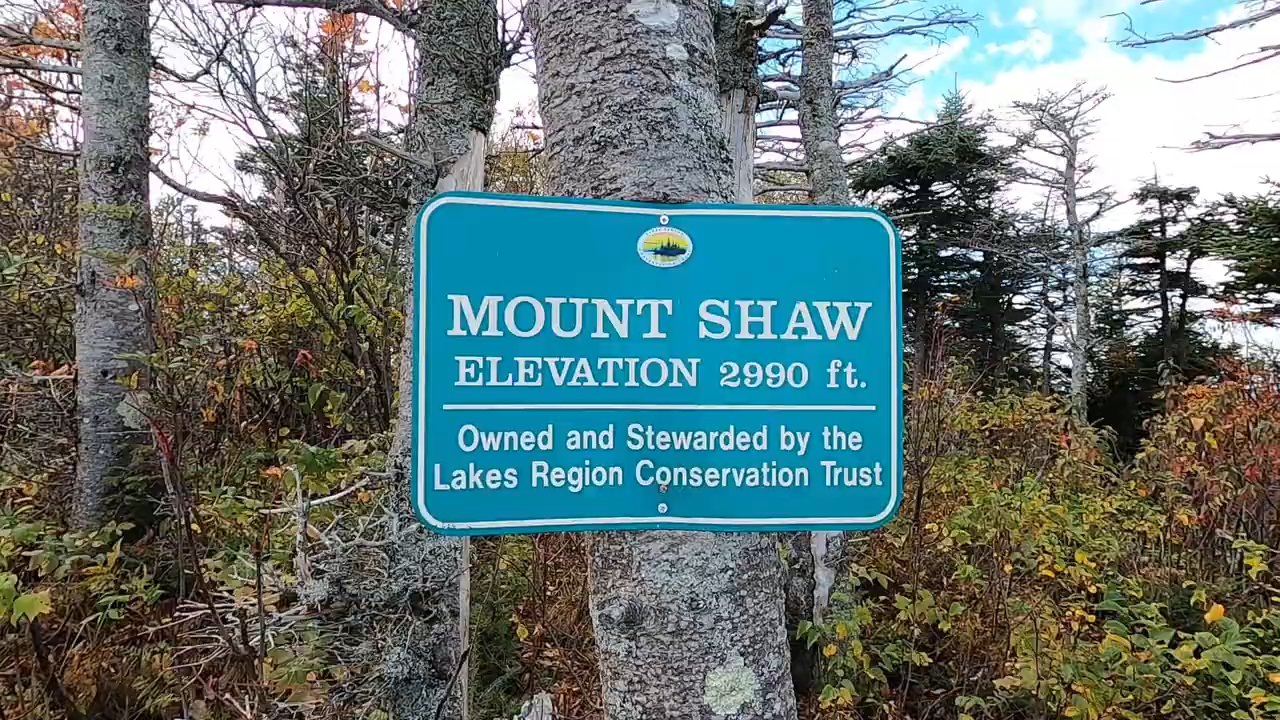 MOUNT SHAW
ELEVATION 2990 ft.
Owned and Stewarded by the
Lakes Region Conservation Trust